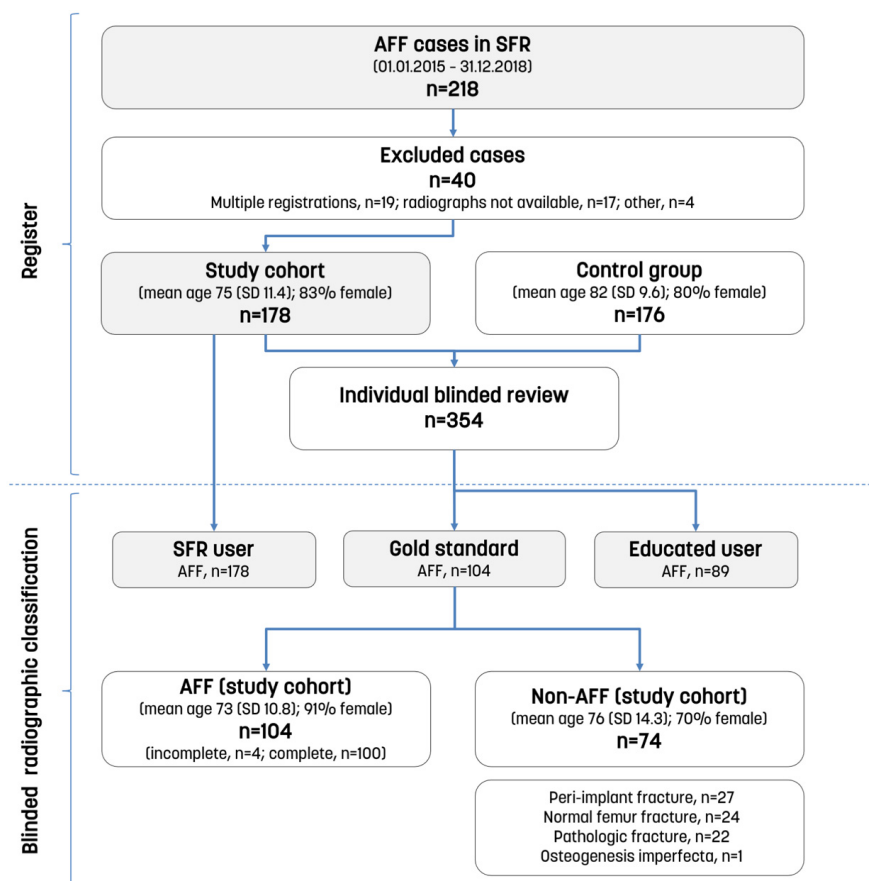 AFF cases in SFR
(01.01.2015 – 31.12.2018)
n=218
Excluded cases
n=40
Multiple registrations, n=19; radiographs not available, n=17; other, n=4
Register
Study cohort
(mean age 75 (SD 11.4); 83% female)
n=178
Control group
(mean age 82 (SD 9.6); 80% female)
n=176
Individual blinded review
n=354
Blinded radiographic classification
SFR user
AFF, n=178
Gold standard
AFF, n=104
Educated user
AFF, n=89
AFF (study cohort)
(mean age 73 (SD 10.8); 91% female)
n=104
(incomplete, n=4; complete, n=100)
Non-AFF (study cohort)
(mean age 76 (SD 14.3); 70% female)
n=74
Peri-implant fracture, n=27
Normal femur fracture, n=24
Pathologic fracture, n=22
Osteogenesis imperfecta, n=1